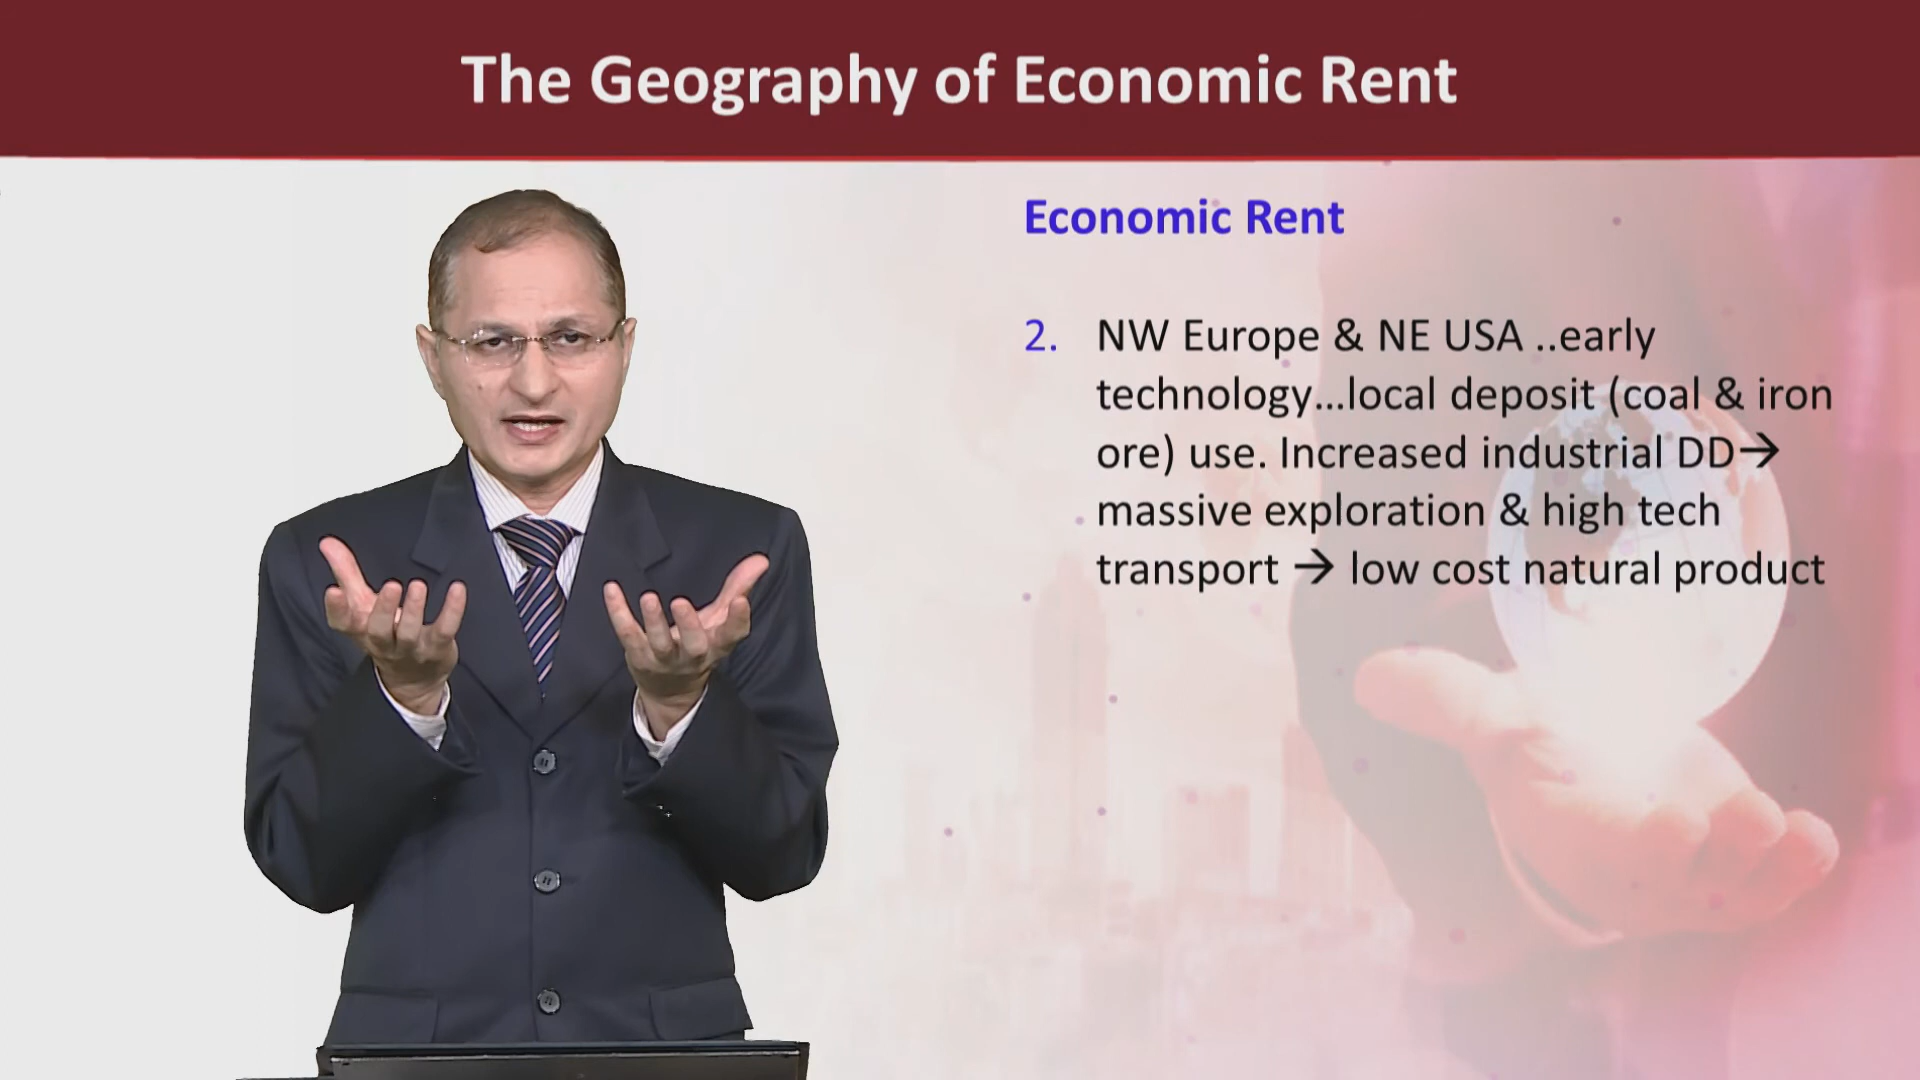 The Geography of Economic Rent
Economic Rent
2. NW Europe & NE USA ..early
technology...local deposit (coal & iron
ore) use. Increased industrial DD→
massive exploration & high tech
transport → low cost natural product